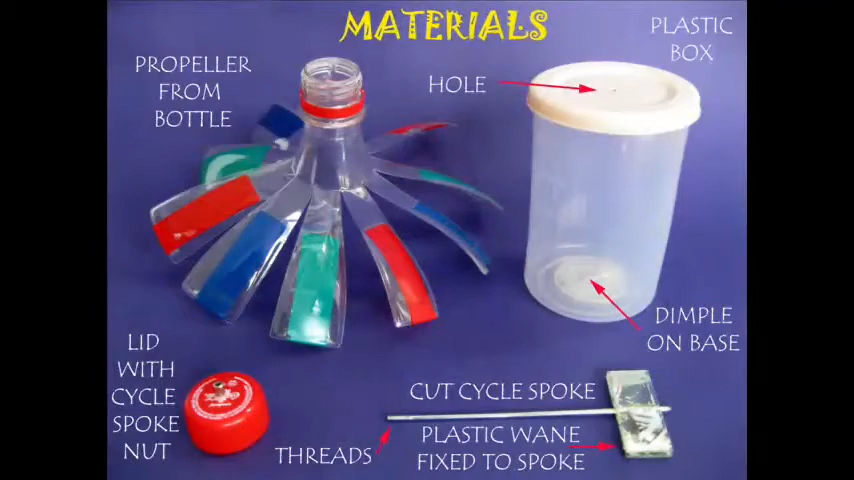 MATERIALS
PLASTIC
BOX
PROPELLER
FROM
BOTTLE
HOLE
DIMPLE
ON BASE
LID
WITH
CYCLE
SPOKE
NUT
CUT CYCLE SPOKE
THREADS
PLASTIC WANE
FIXED TO SPOKE